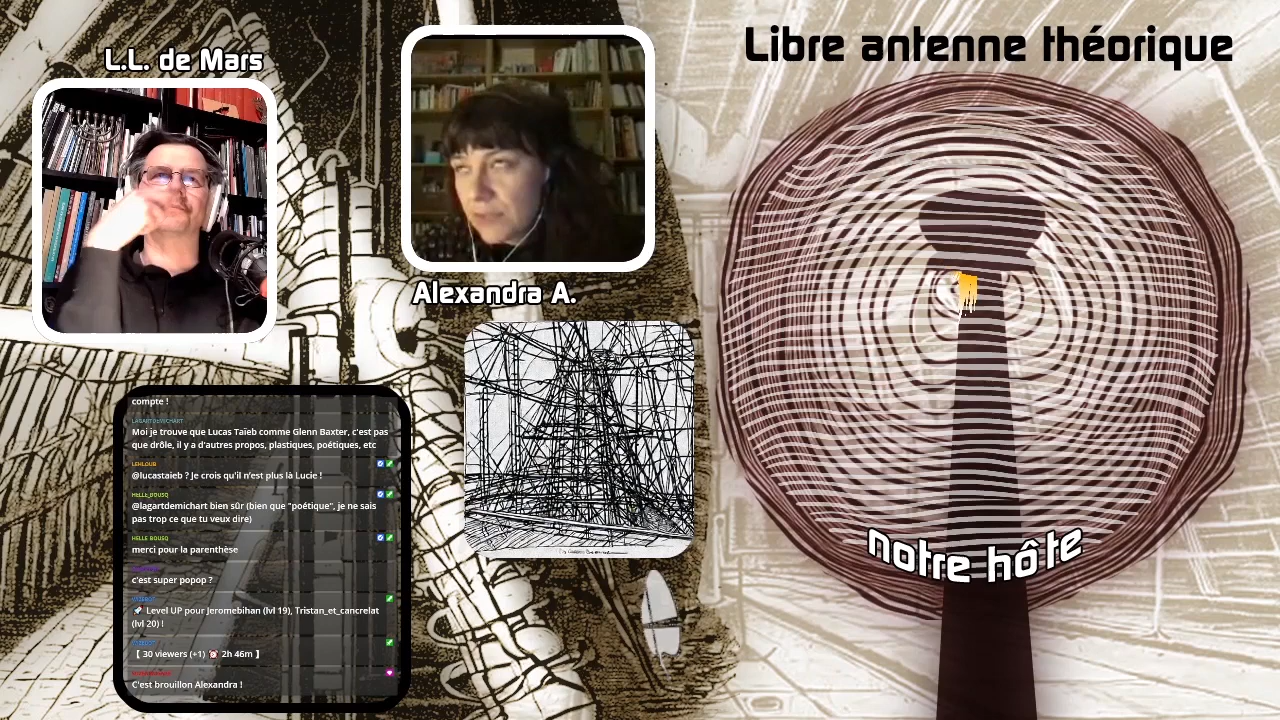 Libre antenne théorique
L.L. de Mars
Alexandra A.
compte !
LAGARTDEMICHART
Moi je trouve que Lucas Taïeb comme Glenn Baxter, c'est pas
que drôle, il y a d'autres propos, plastiques, poétiques, etc
LEHLOUB
@lucastaieb ? Je crois qu'il n'est plus là Lucie !
HELLE_BOUSQ
@lagartdemichart bien sûr (bien que "poétique", je ne sais
pas trop ce que tu veux dire)
HELLE_BOUSQ
merci pour la parenthèse
c'est super popop ?
Level UP pour Jeromebihan (lvl 19), Tristan_et_cancrelat
(lvl 20) !
【 30 viewers (+1) ⏰ 2h 46m 】
C'est brouillon Alexandra !
notre hôte